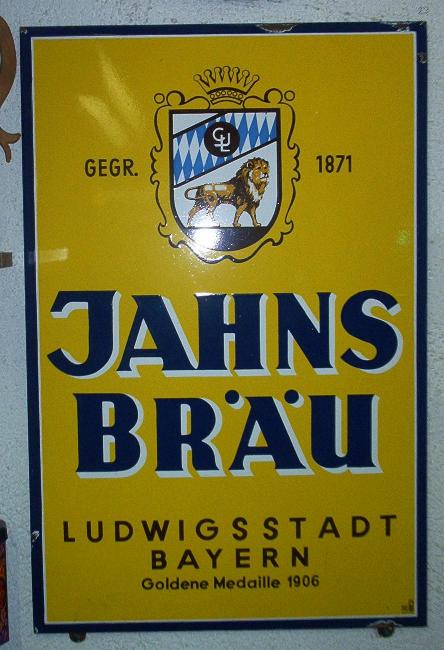 GEGR. 1871
JAHNS
BRÄU
LUDWIGSSTADT
BAYERN
Goldene Medaille 1906